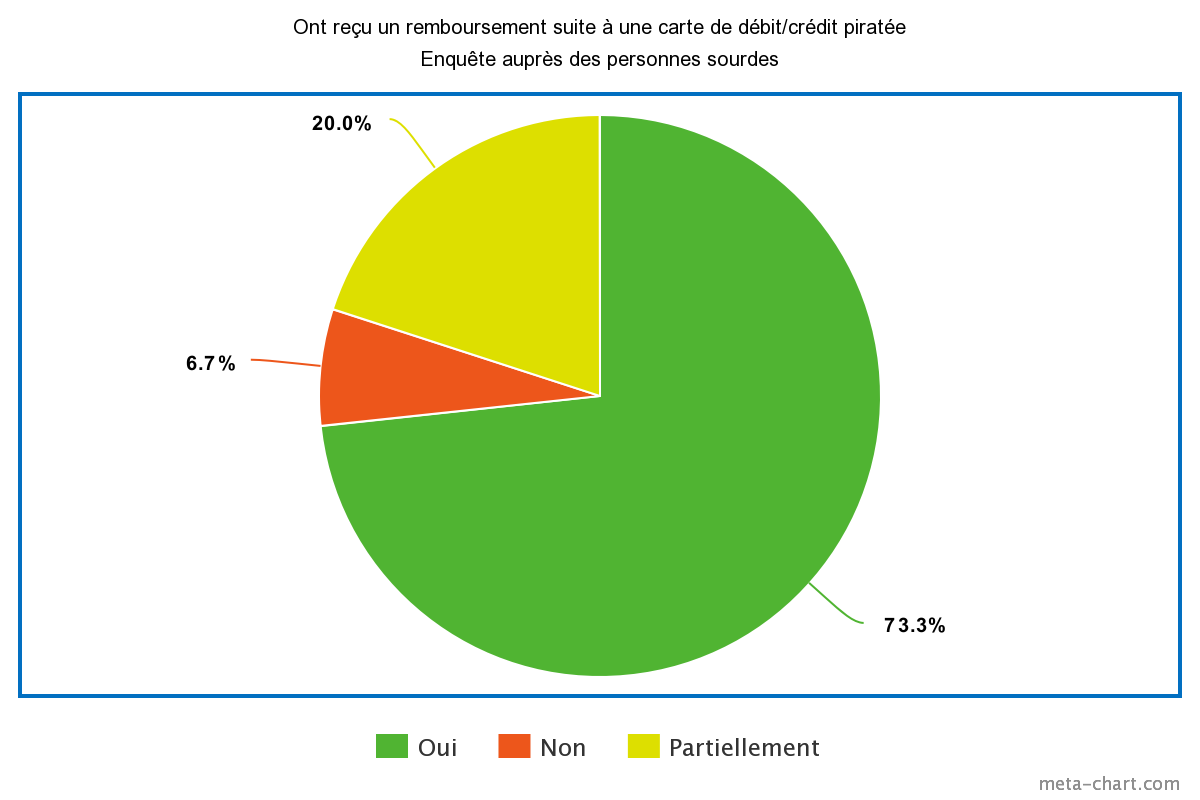 Ont reçu un remboursement suite à une carte de débit/crédit piratée
Enquête auprès des personnes sourdes
20.0%
6.7%
73.3%
Oui Non Partiellement
meta-chart.com